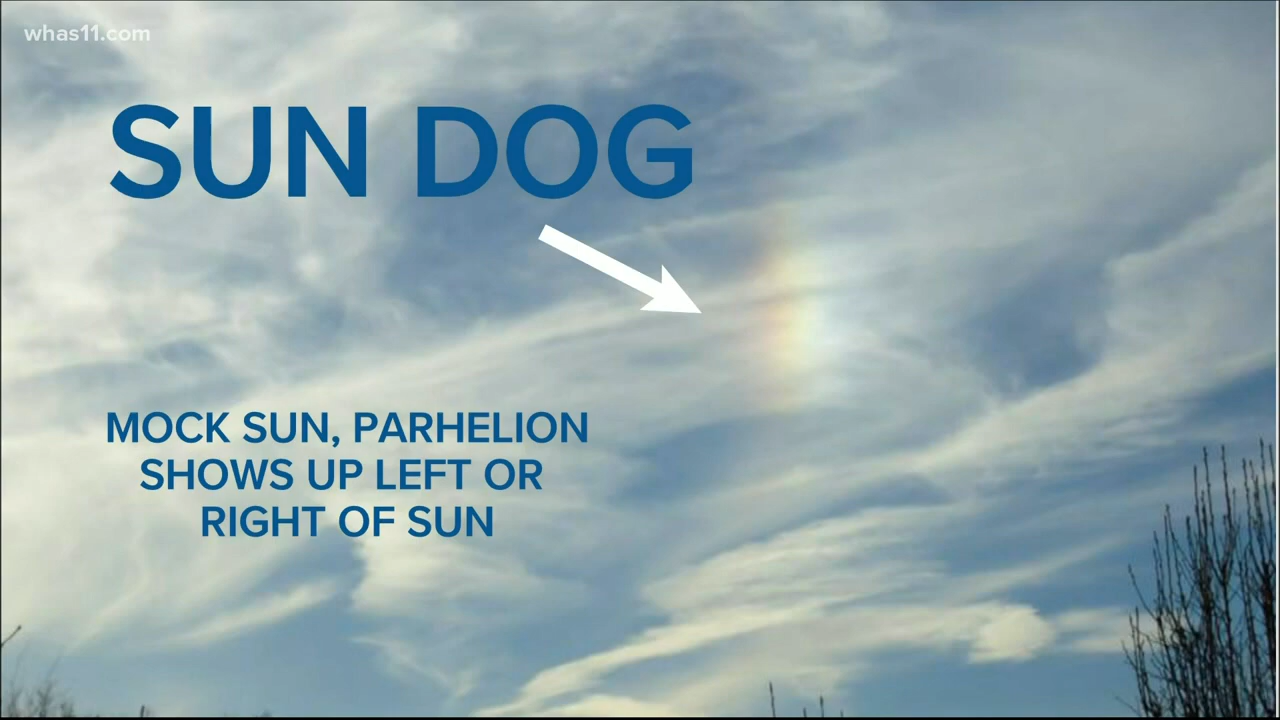 whas11.com
SUN DOG
MOCK SUN, PARHELION
SHOWS UP LEFT OR
RIGHT OF SUN